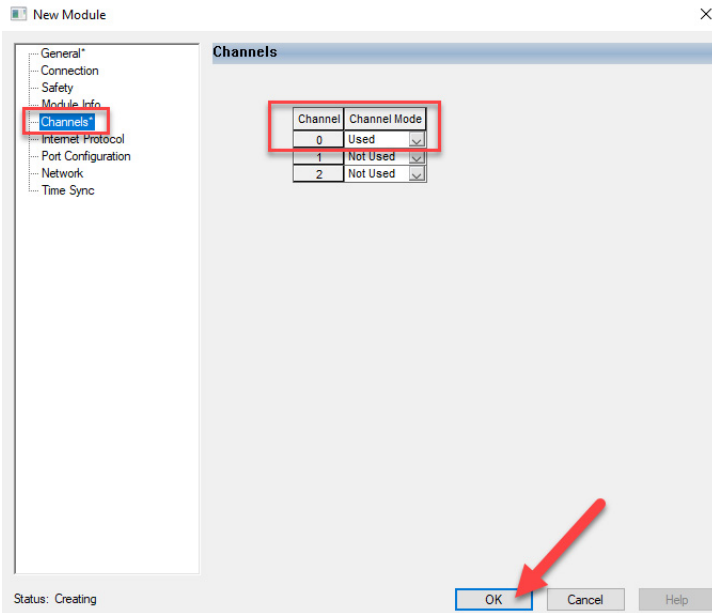 New Module
General*
Connection
Safety
Module Info
Channels*
Internet Protocol
Port Configuration
Network
Time Sync
Channels
Channel Channel Mode
0 Used
1 Not Used
2 Not Used
Status: Creating
OK Cancel Help